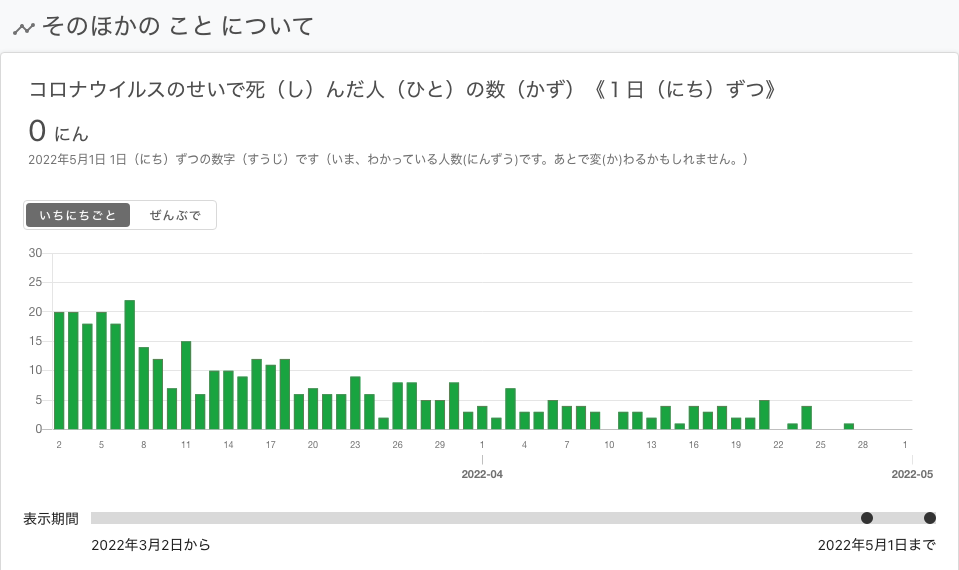 そのほかの こと について
コロナウイルスのせいで死（し）んだ人（ひと）の数（かず）《１日（にち）ずつ》
0 にん
2022年5月1日 1日（にち）ずつの数字（すうじ）です（いま、わかっている人数(にんずう)です。あとで変(か)わるかもしれません。）
いちにちごと ぜんぶで
30
25
20
15
10
5
0
2 5 8 11 14 17 20 23 26 29 1 4 7 10 13 16 19 22 25 28 1
2022-04 2022-05
表示期間
2022年3月2日から 2022年5月1日まで